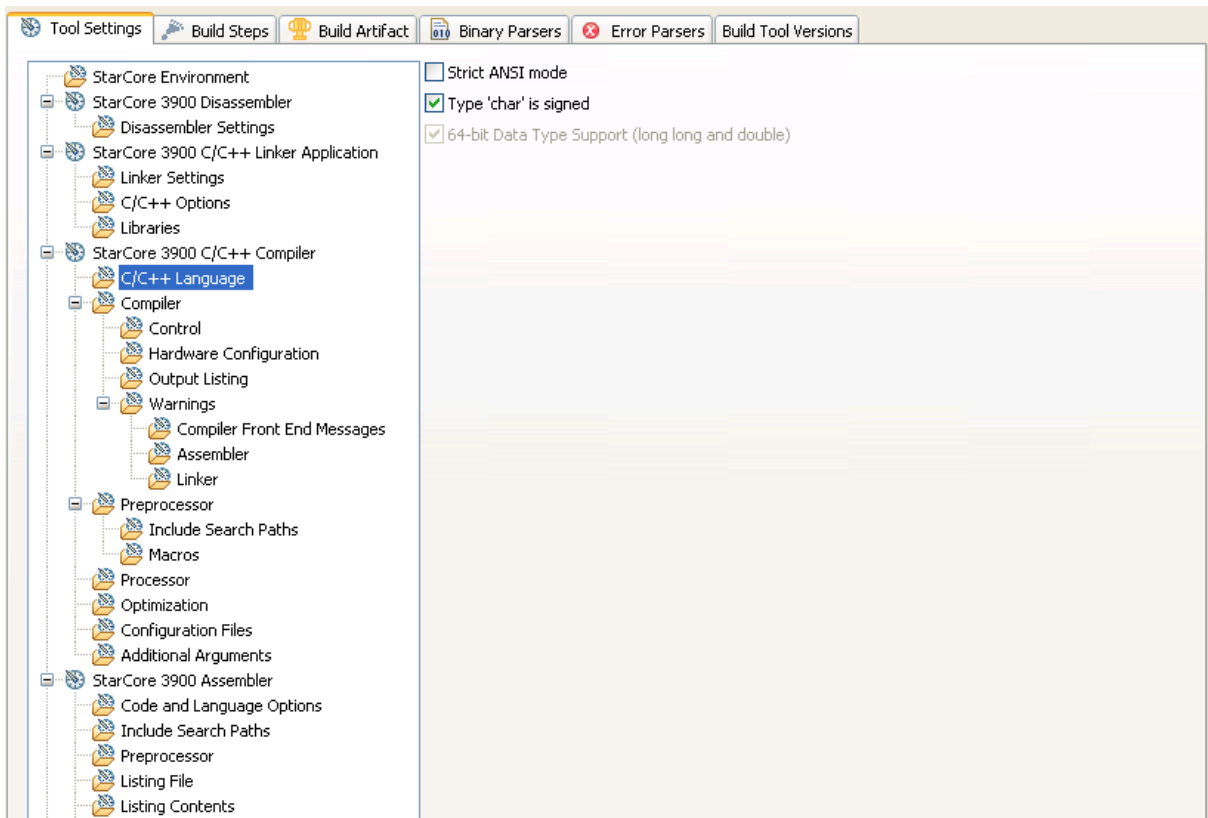 Tool Settings
Build Steps
Build Artifact
010
Binary Parsers
Error Parsers
Build Tool Versions
StarCore Environment
StarCore 3900 Disassembler
Disassembler Settings
StarCore 3900 C/C++ Linker Application
Linker Settings
C/C++ Options
Libraries
StarCore 3900 C/C++ Compiler
C/C++ Language
Compiler
Control
Hardware Configuration
Output Listing
Warnings
Compiler Front End Messages
Assembler
Linker
Preprocessor
Include Search Paths
Macros
Processor
Optimization
Configuration Files
Additional Arguments
StarCore 3900 Assembler
Code and Language Options
Include Search Paths
Preprocessor
Listing File
Listing Contents
Strict ANSI mode
Type 'char' is signed
64-bit Data Type Support (long long and double)